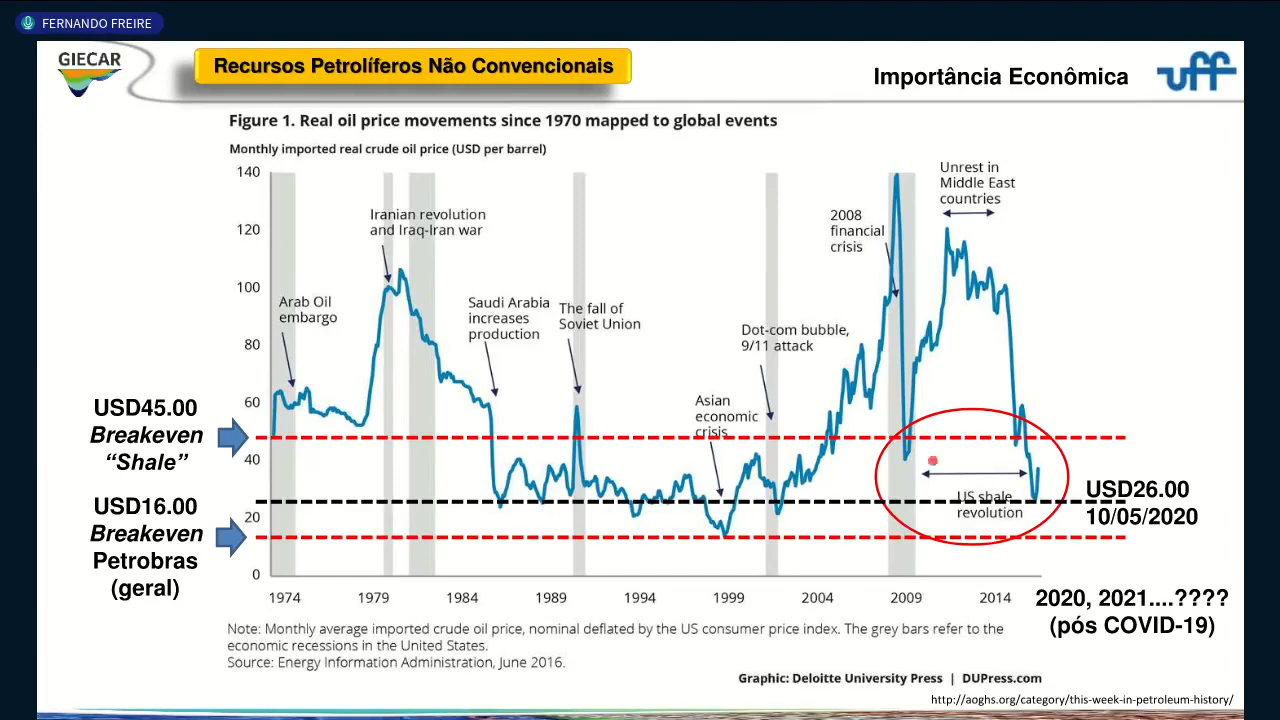 FERNANDO FREIRE
GIECAR
Recursos Petrolíferos Não Convencionais
Importância Econômica
uff
Figure 1. Real oil price movements since 1970 mapped to global events
Monthly imported real crude oil price (USD per barrel)
140
120
100
80
60
40
20
0
Arab Oil
embargo
Iranian revolution
and Iraq-Iran war
Saudi Arabia
increases
production
The fall of
Soviet Union
Asian
economic
crisis
Dot-com bubble,
9/11 attack
2008
financial
crisis
Unrest in
Middle East
countries
US shale
revolution
USD45.00
Breakeven
“Shale”
USD16.00
Breakeven
Petrobras
(geral)
USD26.00
10/05/2020
1974 1979 1984 1989 1994 1999 2004 2009 2014
2020, 2021....????
(pós COVID-19)
Note: Monthly average imported crude oil price, nominal deflated by the US consumer price index. The grey bars refer to the
economic recessions in the United States.
Source: Energy Information Administration, June 2016.
Graphic: Deloitte University Press | DUPress.com
http://aoghs.org/category/this-week-in-petroleum-history/